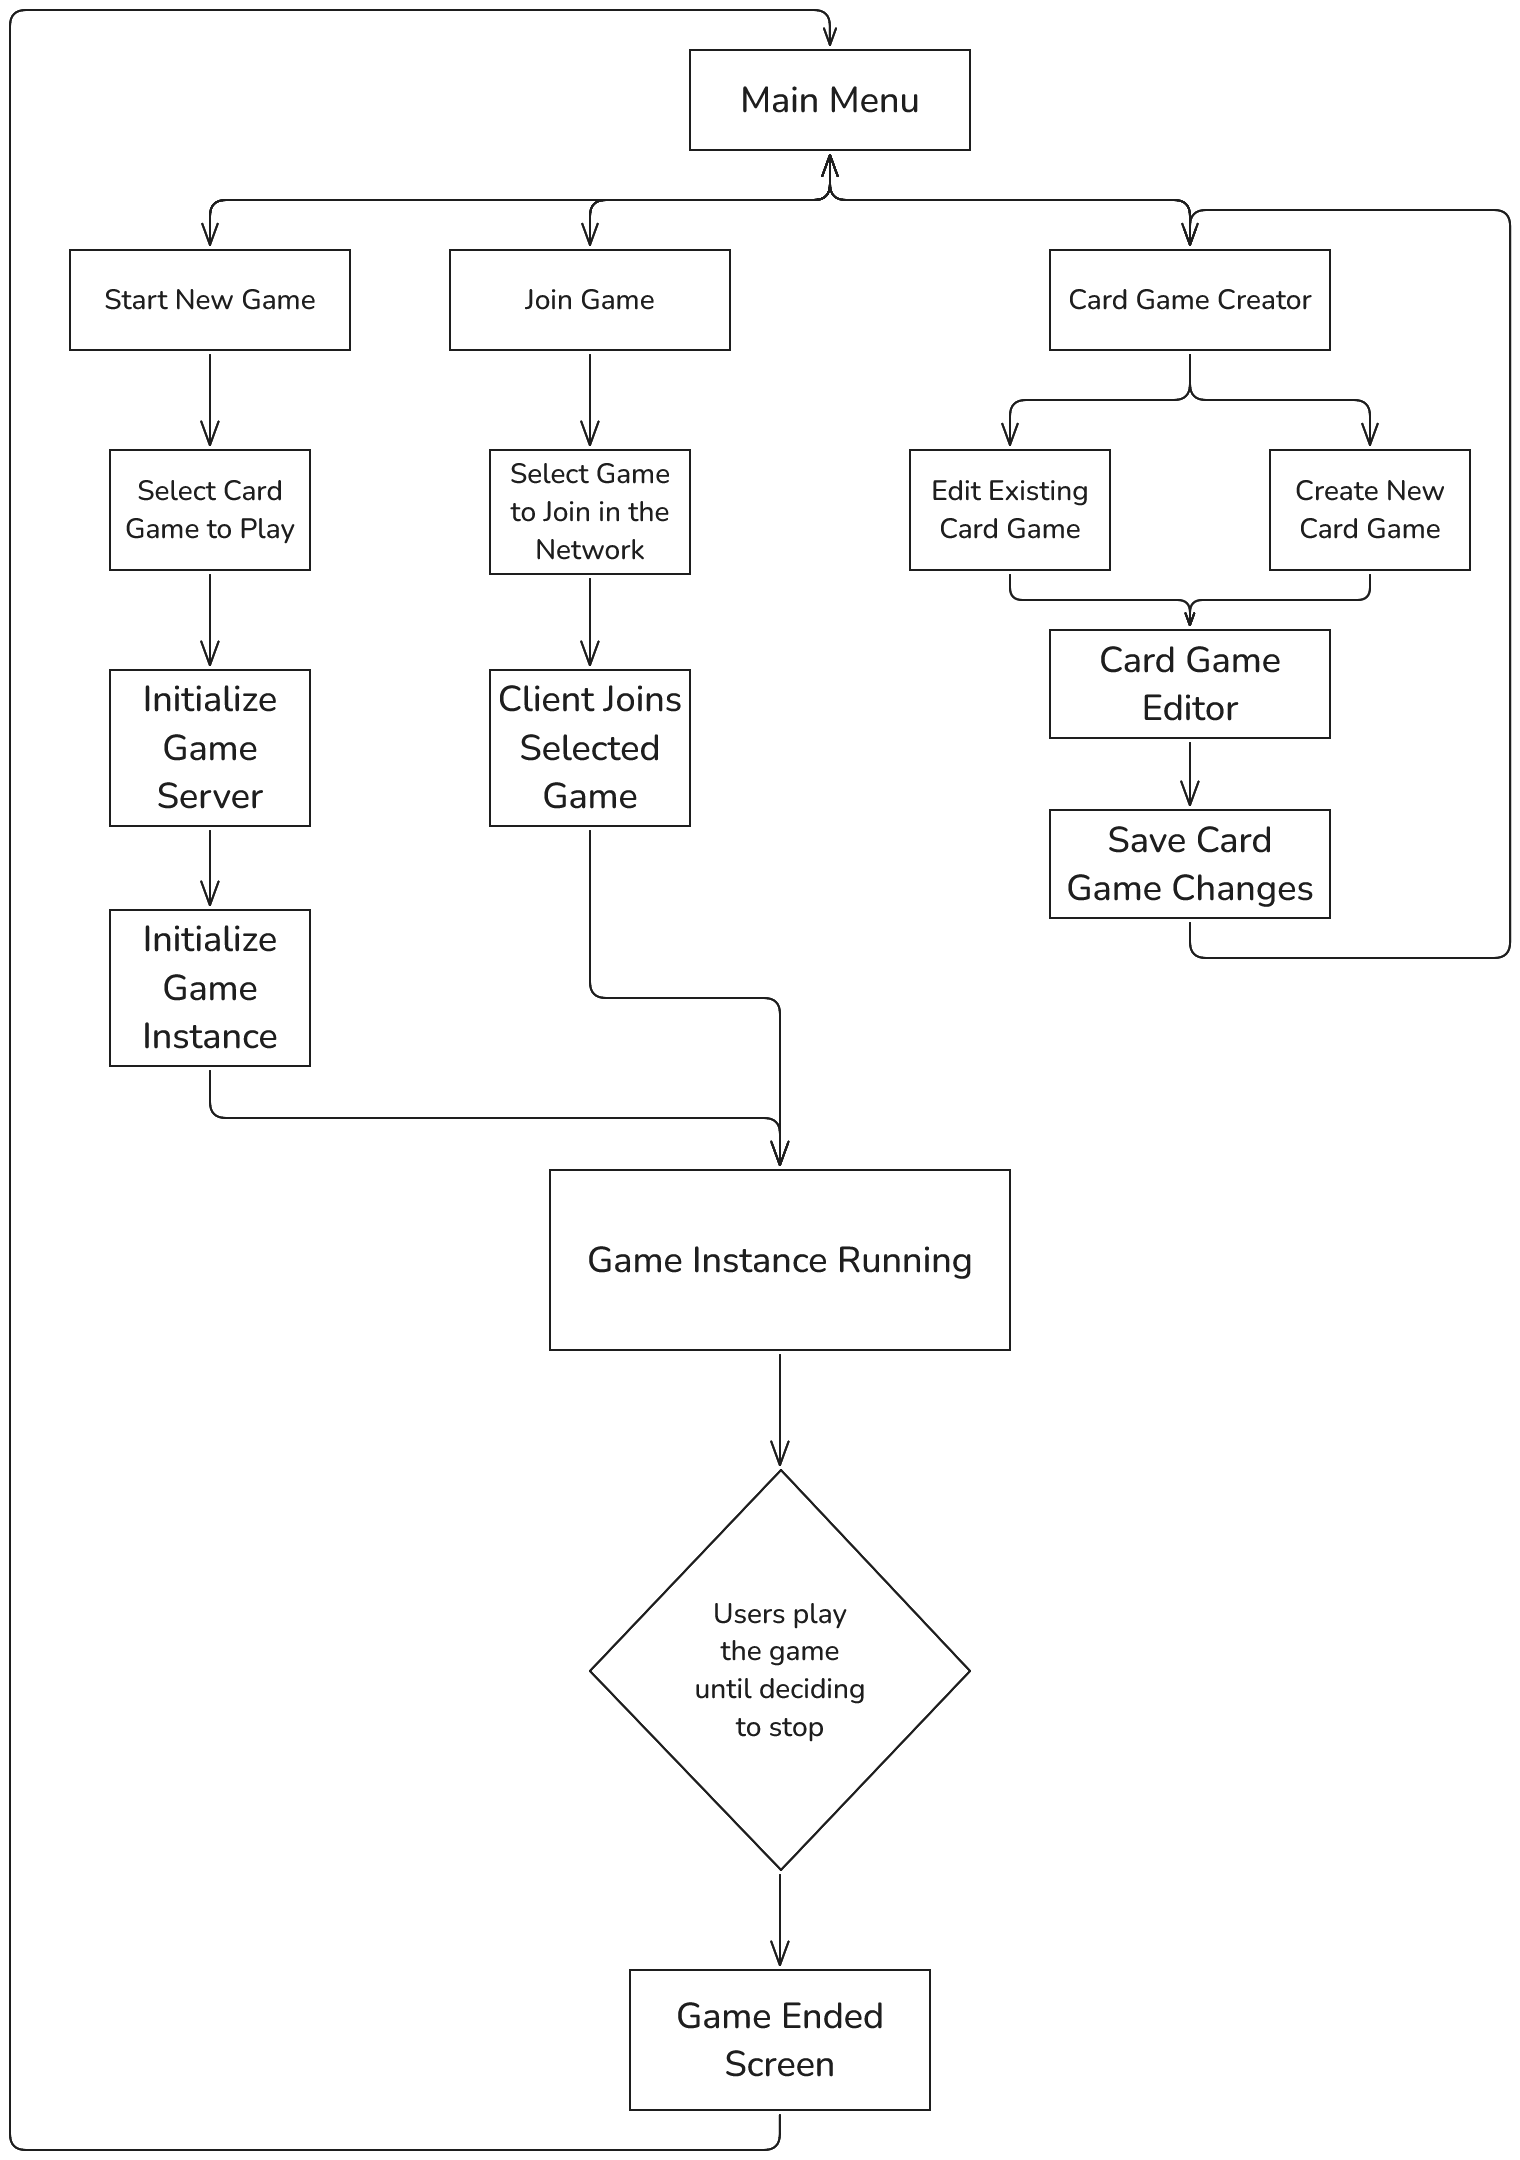 Main Menu
Start New Game
Join Game
Card Game Creator
Select Card
Game to Play
Select Game
to Join in the
Network
Edit Existing
Card Game
Create New
Card Game
Initialize
Game
Server
Client Joins
Selected
Game
Card Game
Editor
Save Card
Game Changes
Initialize
Game
Instance
Game Instance Running
Users play
the game
until deciding
to stop
Game Ended
Screen